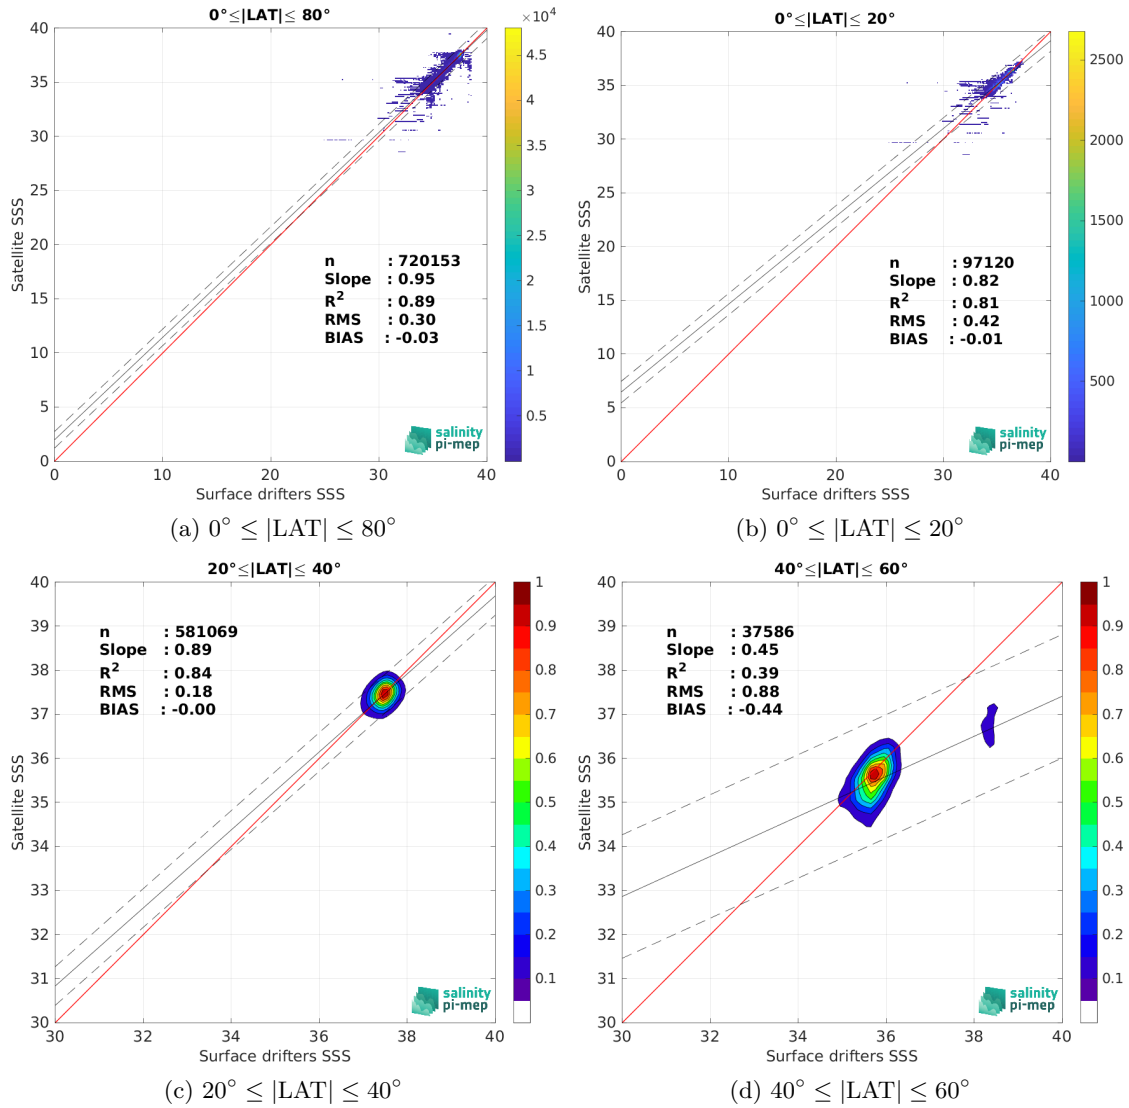 0°≤|LAT|≤ 80°
×10⁴
40
35
30
25
20
15
10
5
0
Satellite SSS
n : 720153
Slope : 0.95
R² : 0.89
RMS : 0.30
BIAS : -0.03
salinity
pi-mep
0 10 20 30 40
Surface drifters SSS
4.5
4
3.5
3
2.5
2
1.5
1
0.5
(a) 0° ≤ |LAT| ≤ 80°
0°≤|LAT|≤ 20°
40
35
30
25
20
15
10
5
0
Satellite SSS
n : 97120
Slope : 0.82
R² : 0.81
RMS : 0.42
BIAS : -0.01
salinity
pi-mep
0 10 20 30 40
Surface drifters SSS
2500
2000
1500
1000
500
(b) 0° ≤ |LAT| ≤ 20°
20°≤|LAT|≤ 40°
40
39
38
37
36
35
34
33
32
31
30
Satellite SSS
n : 581069
Slope : 0.89
R² : 0.84
RMS : 0.18
BIAS : -0.00
salinity
pi-mep
30 32 34 36 38 40
Surface drifters SSS
1
0.9
0.8
0.7
0.6
0.5
0.4
0.3
0.2
0.1
(c) 20° ≤ |LAT| ≤ 40°
40°≤|LAT|≤ 60°
40
39
38
37
36
35
34
33
32
31
30
Satellite SSS
n : 37586
Slope : 0.45
R² : 0.39
RMS : 0.88
BIAS : -0.44
salinity
pi-mep
30 32 34 36 38 40
Surface drifters SSS
1
0.9
0.8
0.7
0.6
0.5
0.4
0.3
0.2
0.1
(d) 40° ≤ |LAT| ≤ 60°